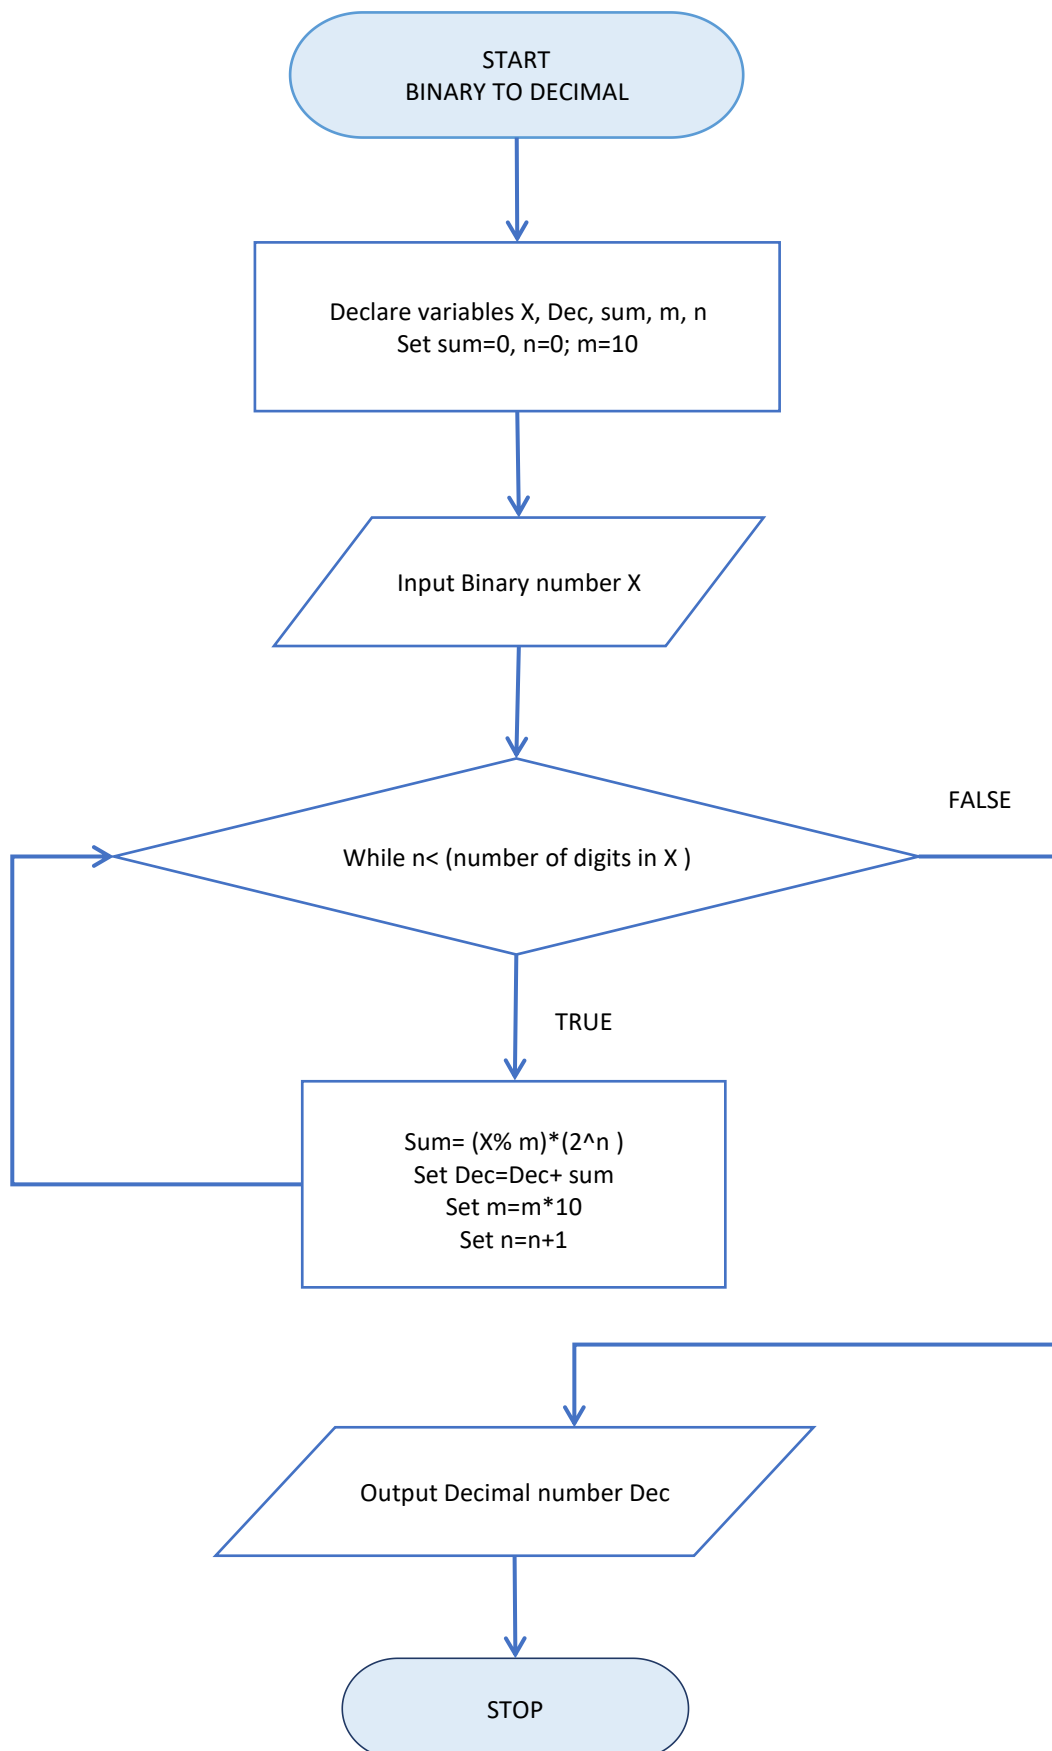 START
BINARY TO DECIMAL
Declare variables X, Dec, sum, m, n
Set sum=0, n=0; m=10
Input Binary number X
FALSE
While n< (number of digits in X )
TRUE
Sum= (X% m)*(2^n )
Set Dec=Dec+ sum
Set m=m*10
Set n=n+1
Output Decimal number Dec
STOP